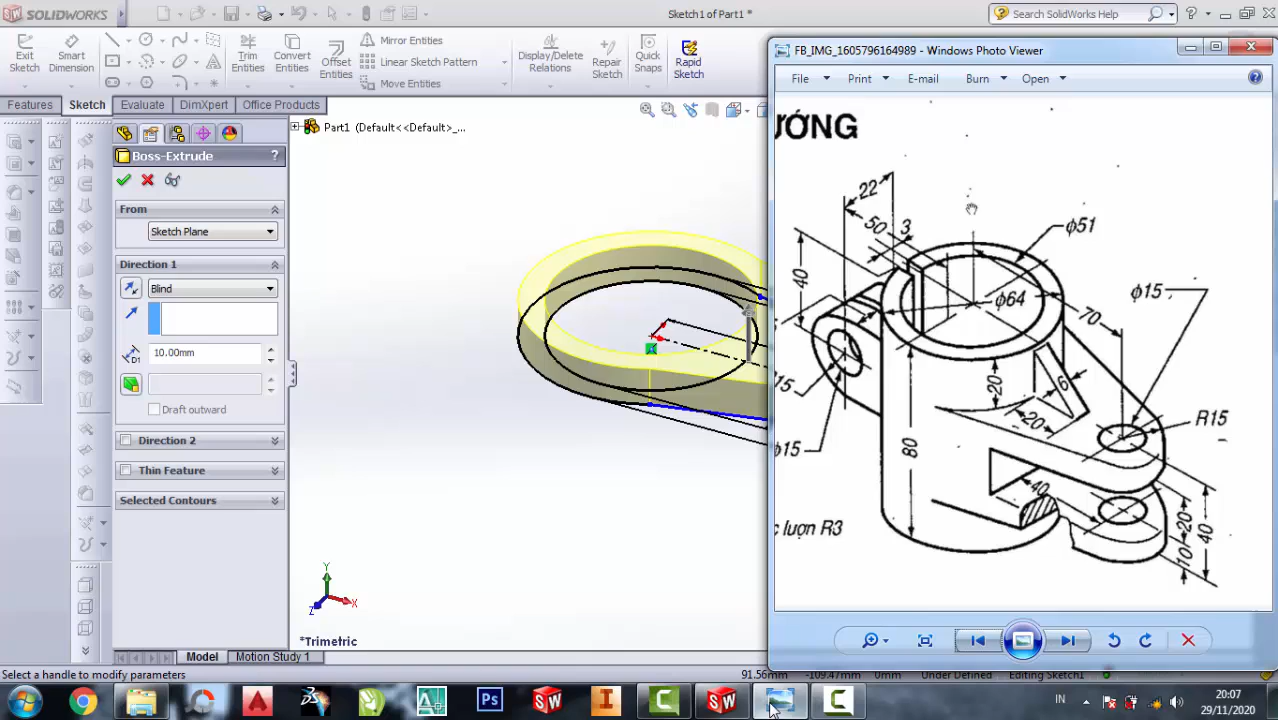 SOLIDWORKS
Sketch1 of Part1 *
Search SolidWorks Help
Exit Sketch
Smart Dimension
Trim Entities
Convert Entities
Offset Entities
Mirror Entities
Linear Sketch Pattern
Move Entities
Display/Delete Relations
Repair Sketch
Quick Snaps
Rapid Sketch
Features
Sketch
Evaluate
DimXpert
Office Products
Part1 (Default<<Default>_...
Boss-Extrude
?
From
Sketch Plane
Direction 1
Blind
10.00mm
Draft outward
Direction 2
Thin Feature
Selected Contours
Y
X
Z
*Trimetric
Model
Motion Study 1
Select a handle to modify parameters
91.56mm
-109.47mm
Under Defined
Editing Sketch1
FB_IMG_1605796164989 - Windows Photo Viewer
File
Print
E-mail
Burn
Open
ƯỚNG
22
50
3
ϕ51
40
ϕ64
ϕ15
70
20
6
20
R15
15
ϕ15
80
40
20
40
10
c lượn R3
Ps
SW
IN
20:07
29/11/2020